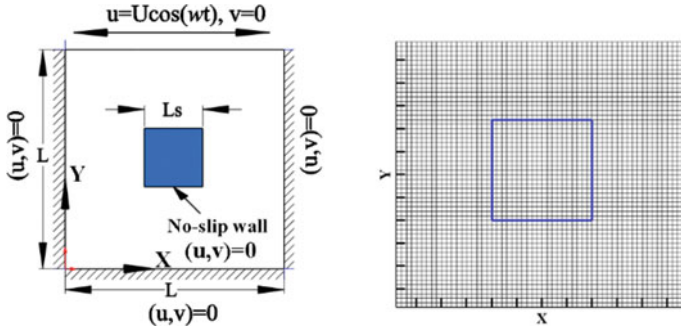 u=Ucos(wt), v=0
Ls
(u,v)=0
L
(u,v)=0
Y
No-slip wall
(u,v)=0
X
L
(u,v)=0
Y
X